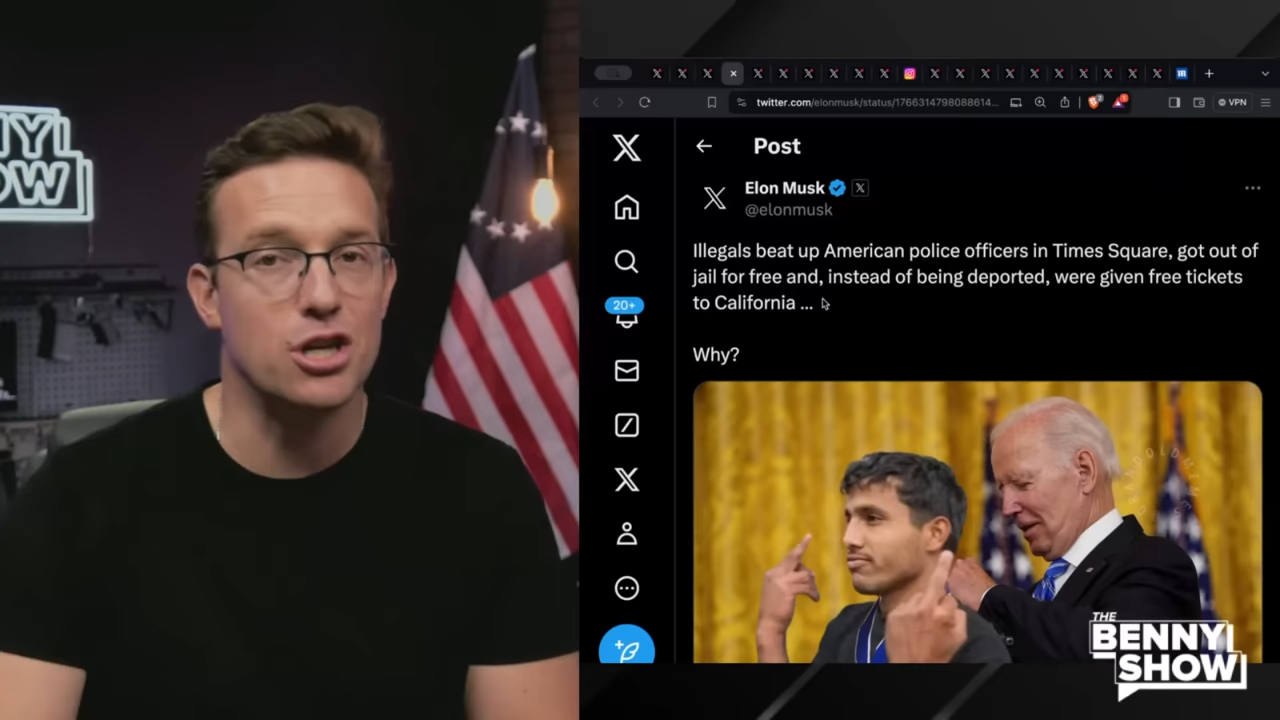 NY
OW
twitter.com/elonmusk/status/1766314798088614...
VPN
Post
Elon Musk
@elonmusk
Illegals beat up American police officers in Times Square, got out of
jail for free and, instead of being deported, were given free tickets
to California ...
Why?
20+
THE
BENNY
SHOW